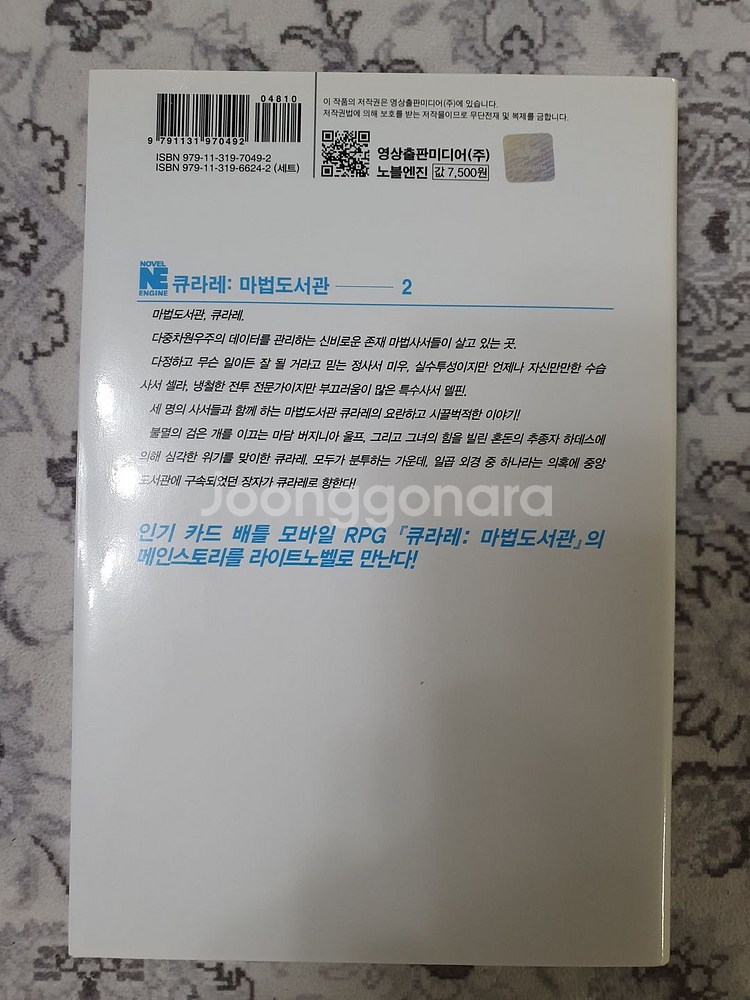 04810
9 791131 970492
ISBN 979-11-319-7049-2
ISBN 979-11-319-6624-2 (세트)
이 작품의 저작권은 영상출판미디어(주)에 있습니다.
저작권법에 의해 보호를 받는 저작물이므로 무단전재 및 복제를 금합니다.
영상출판미디어(주)
노블엔진 값 7,500원
NOVEL
NE
ENGINE
큐라레: 마법도서관 2
마법도서관, 큐라레.
다중차원우주의 데이터를 관리하는 신비로운 존재 마법사서들이 살고 있는 곳.
다정하고 무슨 일이든 잘 될 거라고 믿는 정사서 미우, 실수투성이지만 언제나 자신만만한 수습
사서 셀라, 냉철한 전투 전문가이지만 부끄러움이 많은 특수사서 델핀.
세 명의 사서들과 함께 하는 마법도서관 큐라레의 요란하고 시끌벅적한 이야기!
불멸의 검은 개를 이끄는 마담 버지니아 울프, 그리고 그녀의 힘을 빌린 혼돈의 추종자 하데스에
의해 심각한 위기를 맞이한 큐라레. 모두가 분투하는 가운데, 일곱 외경 중 하나라는 의혹에 중앙
도서관에 구속되었던 장자가 큐라레로 향한다!
Joonggonara
인기 카드 배틀 모바일 RPG 『큐라레: 마법도서관』의
메인스토리를 라이트노벨로 만난다!